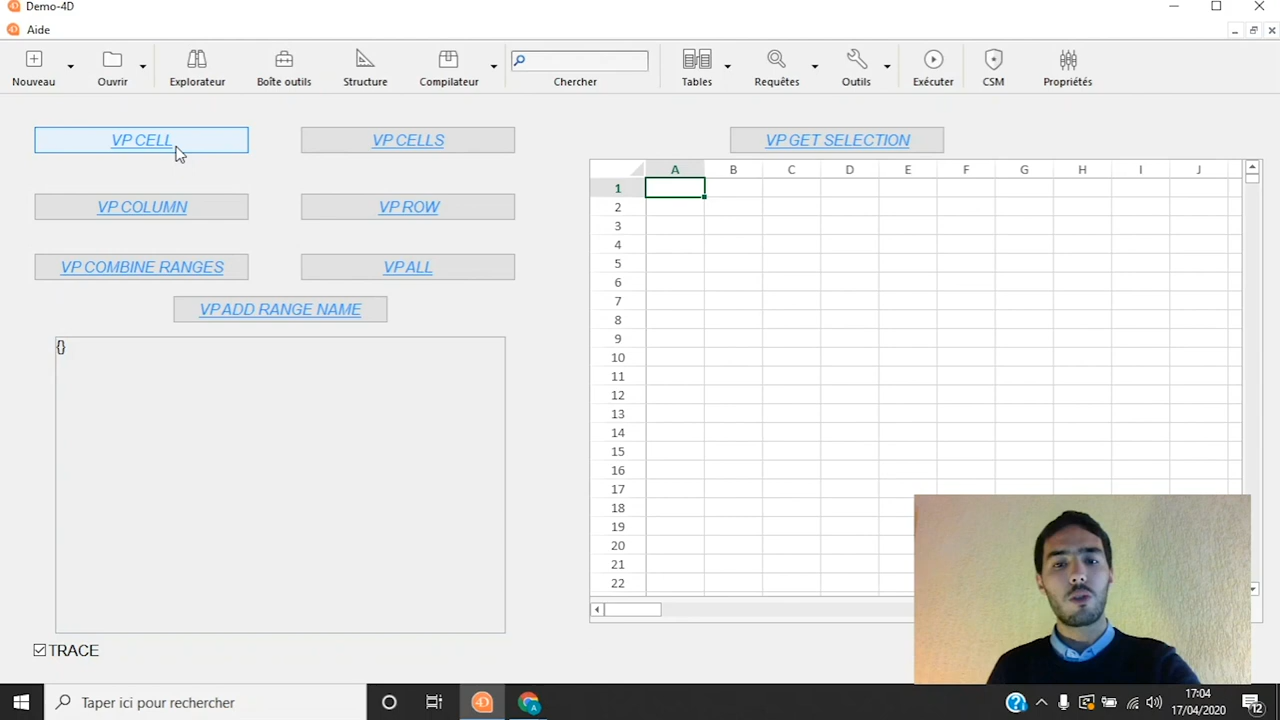 Demo-4D
Aide
Nouveau
Ouvrir
Explorateur
Boîte outils
Structure
Compilateur
Chercher
Tables
Requêtes
Outils
Exécuter
CSM
Propriétés
VP CELL
VP CELLS
VP GET SELECTION
VP COLUMN
VP ROW
VP COMBINE RANGES
VP ALL
VP ADD RANGE NAME
{}
A B C D E F G H I J
1
2
3
4
5
6
7
8
9
10
11
12
13
14
15
16
17
18
19
20
21
22
TRACE
Taper ici pour rechercher
17:04
17/04/2020
12